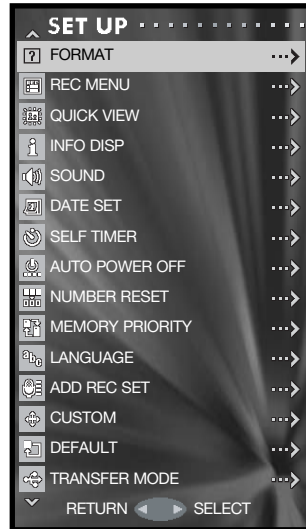 SET UP
FORMAT
REC MENU
QUICK VIEW
INFO DISP
SOUND
DATE SET
SELF TIMER
AUTO POWER OFF
NUMBER RESET
MEMORY PRIORITY
LANGUAGE
ADD REC SET
CUSTOM
DEFAULT
TRANSFER MODE
RETURN SELECT